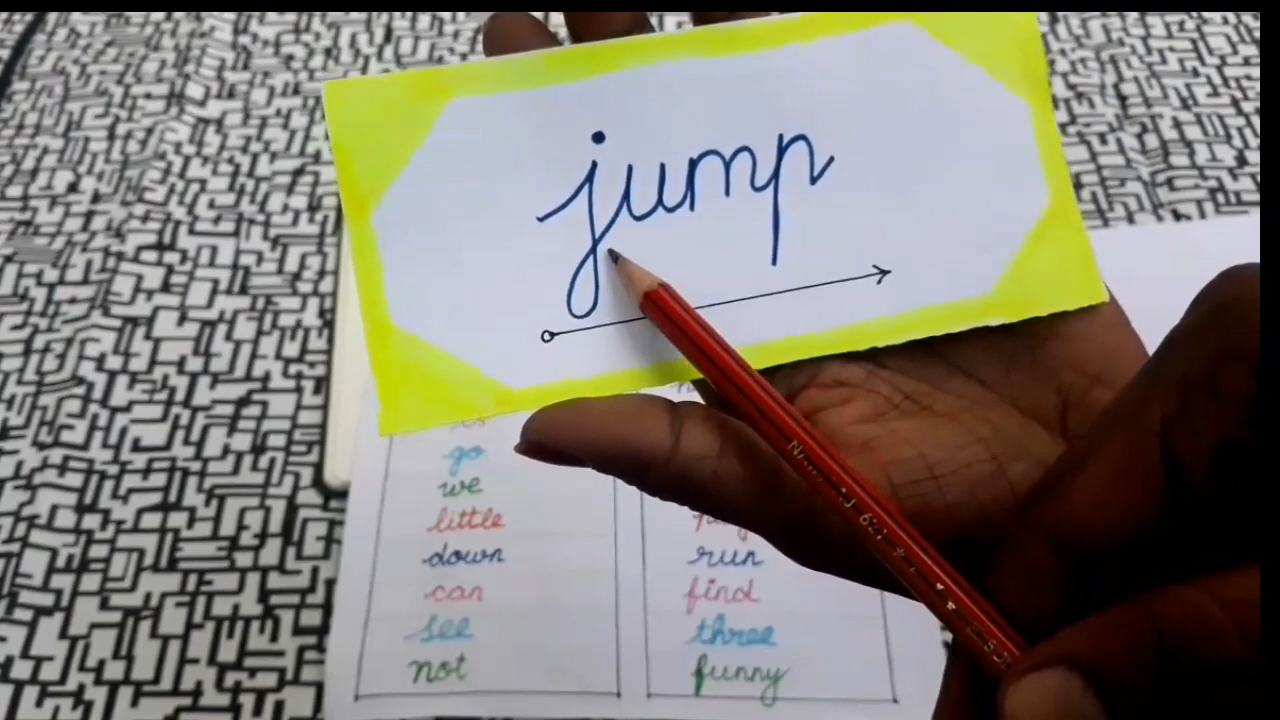 jump
go
we
little
down
can
see
not
run
find
three
funny